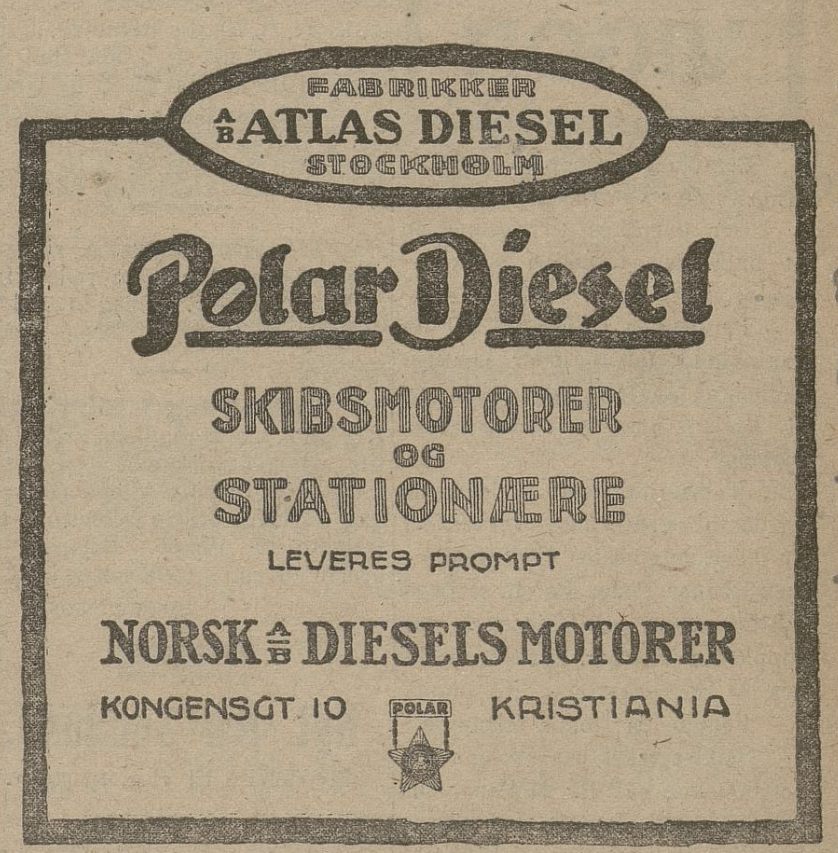 FABRIKKER
A/B ATLAS DIESEL
STOCKHOLM
Polar Diesel
SKIBSMOTORER
OG
STATIONÆRE
LEVERES PROMPT
NORSK A/B DIESELS MOTORER
KONGENSGT. 10 POLAR KRISTIANIA